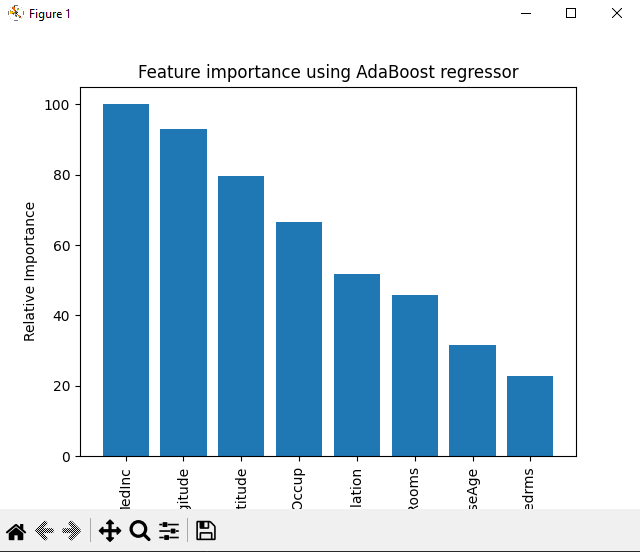 Figure 1
Feature importance using AdaBoost regressor
Relative Importance
100
80
60
40
20
0
MedInc
gitude
titude
Occup
lation
Rooms
seAge
edrms